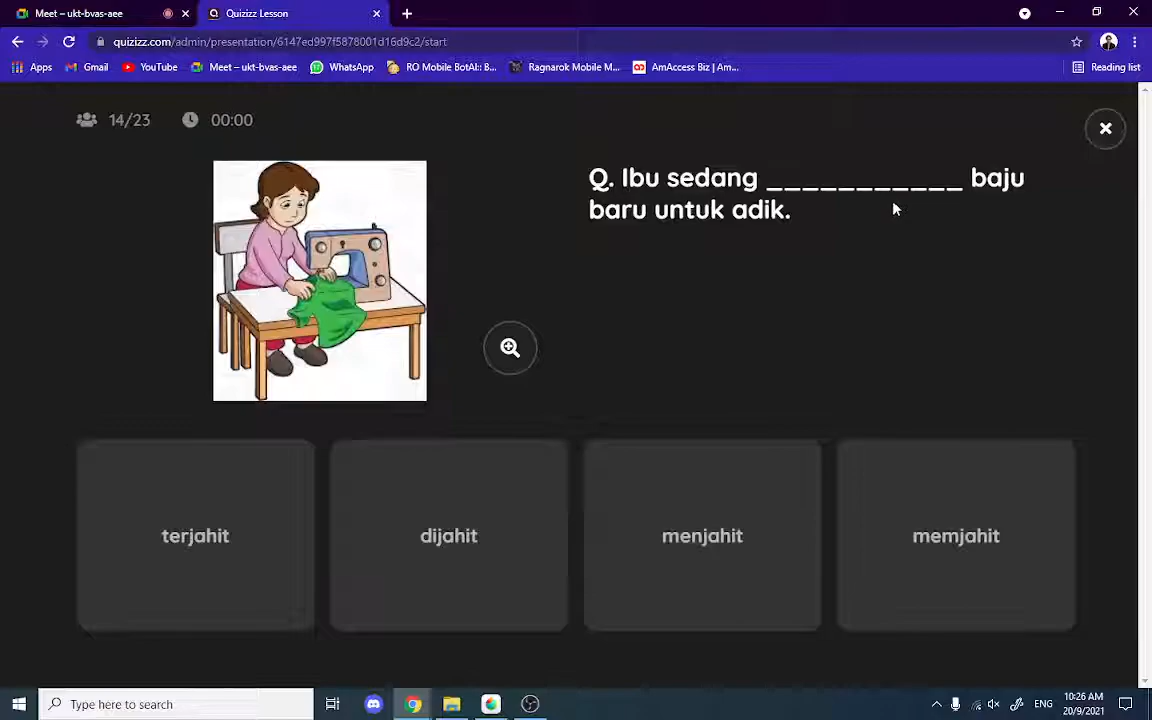 Meet – ukt-bvas-aee
Quizizz Lesson
quizizz.com/admin/presentation/6147ed997f5878001d16d9c2/start
Apps Gmail YouTube Meet – ukt-bvas-aee WhatsApp RO Mobile BotAI:: B... Ragnarok Mobile M... AmAccess Biz | Am... Reading list
14/23 00:00
Q. Ibu sedang ___________ baju
baru untuk adik.
terjahit
dijahit
menjahit
memjahit
Type here to search
ENG
10:26 AM
20/9/2021